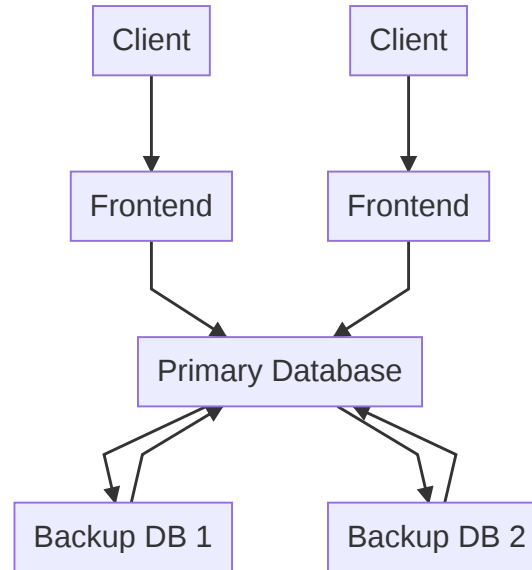 Client
Client
Frontend
Frontend
Primary Database
Backup DB 1
Backup DB 2